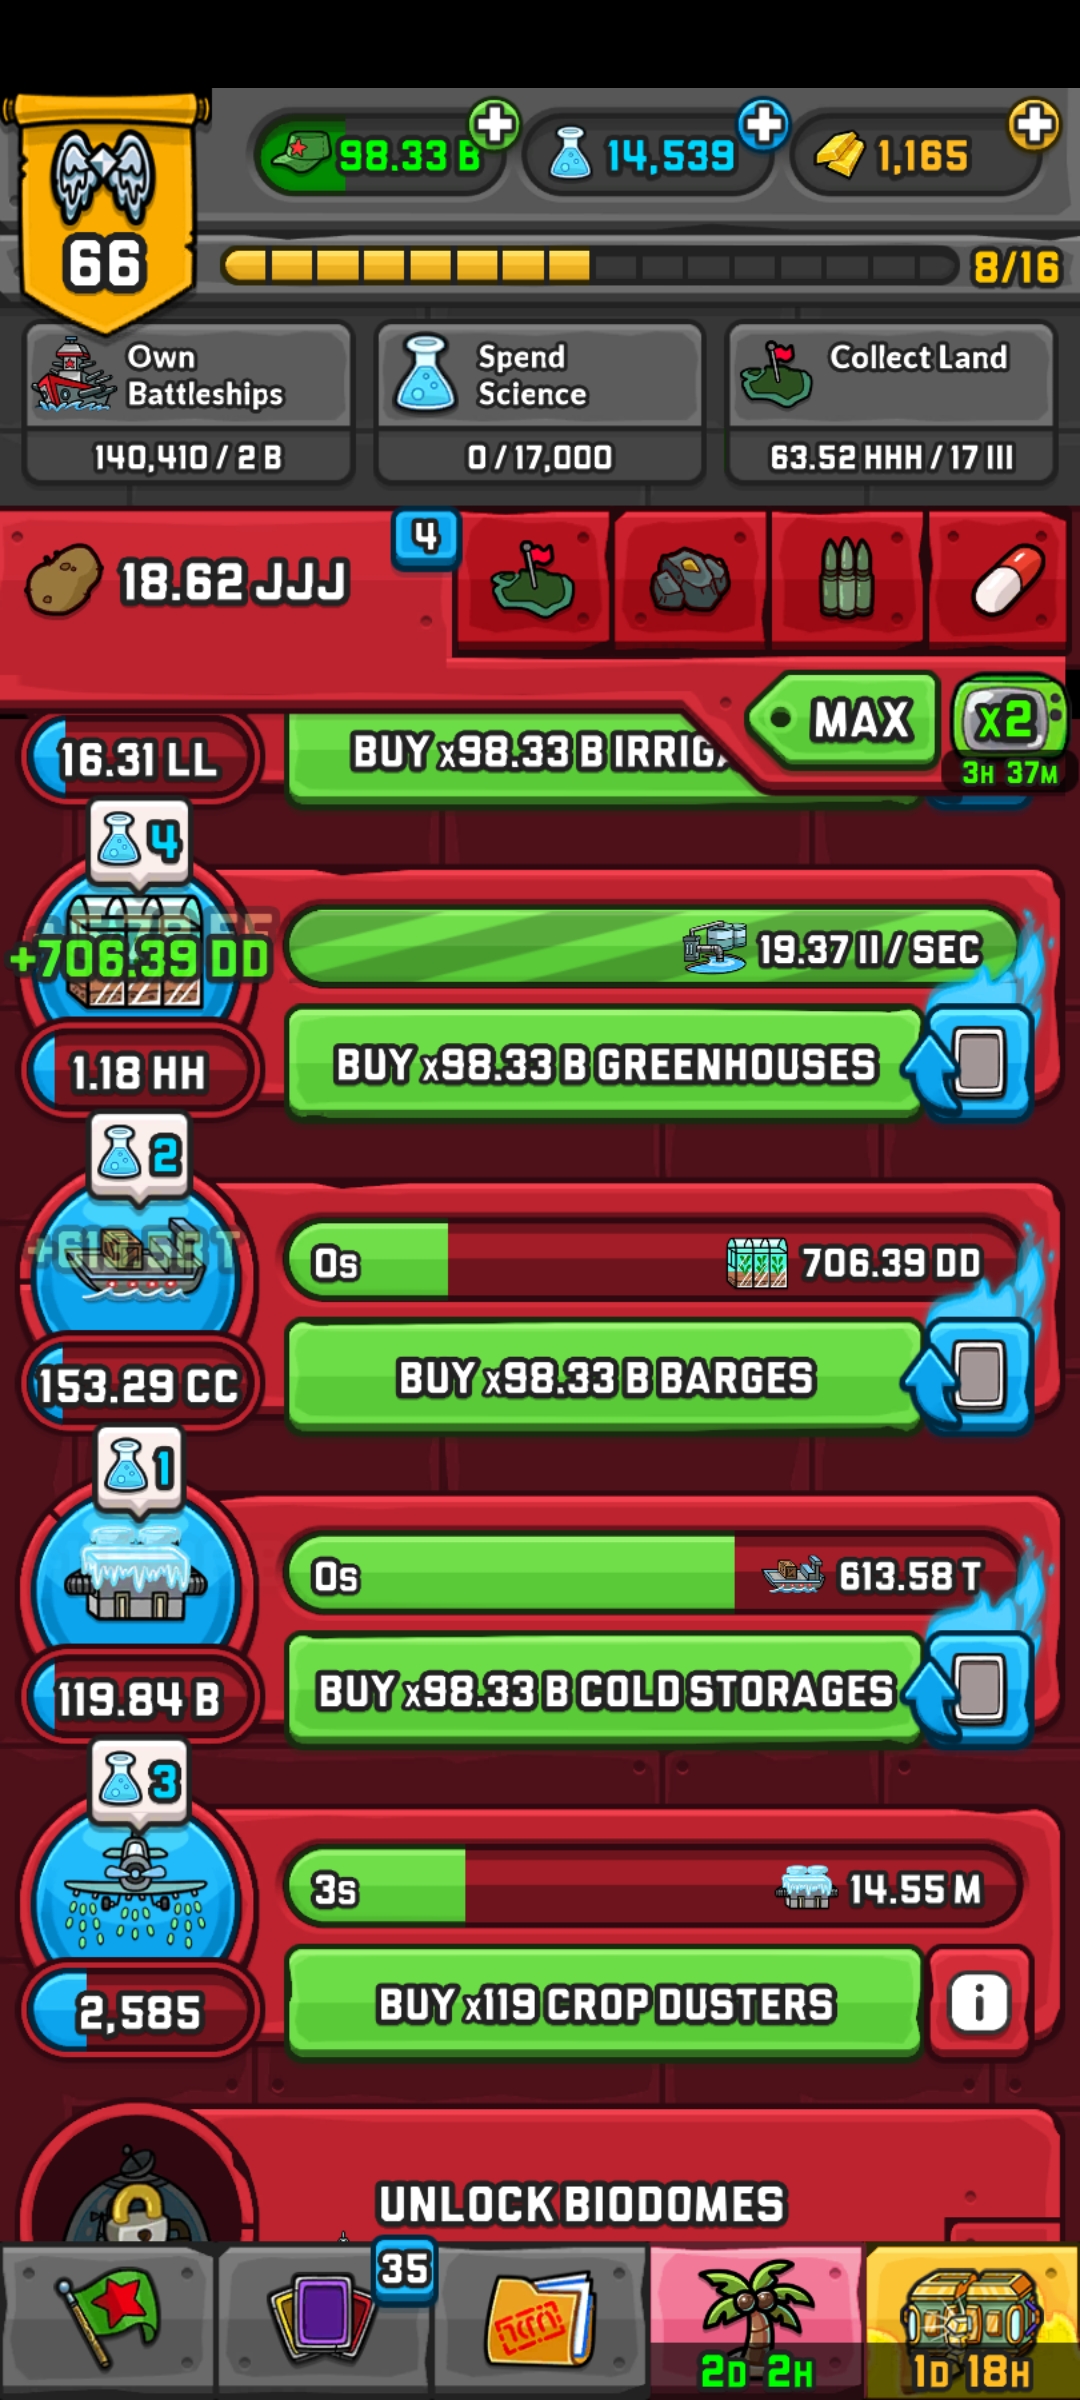 98.33 B
14,539
1,165
66
8/16
Own
Battleships
140,410 / 2 B
Spend
Science
0 / 17,000
Collect Land
63.52 HHH / 17 III
18.62 JJJ
4
MAX
x2
3H 37M
16.31 LL
BUY x98.33 B
4
+706.39 DD
19.37 II / SEC
1.18 HH
BUY x98.33 B GREENHOUSES
2
0s
706.39 DD
153.29 CC
BUY x98.33 B BARGES
1
0s
613.58 T
119.84 B
BUY x98.33 B COLD STORAGES
3
3s
14.55 M
2,585
BUY x119 CROP DUSTERS
i
UNLOCK BIODOMES
35
2D 2H
1D 18H